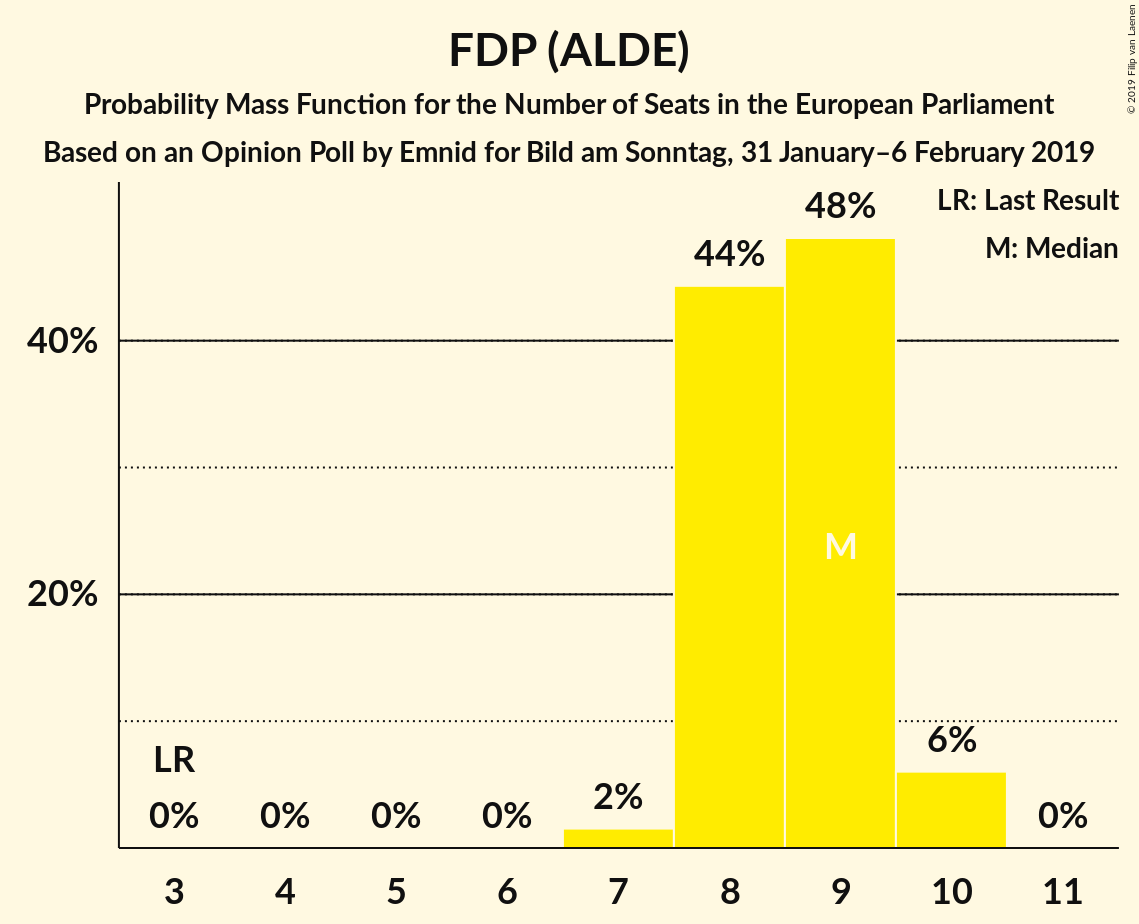 FDP (ALDE)
Probability Mass Function for the Number of Seats in the European Parliament
Based on an Opinion Poll by Emnid for Bild am Sonntag, 31 January–6 February 2019
© 2019 Filip van Laenen
LR: Last Result
M: Median
48%
44%
40%
M
20%
6%
LR
2%
0% 0% 0% 0% 0%
3 4 5 6 7 8 9 10 11